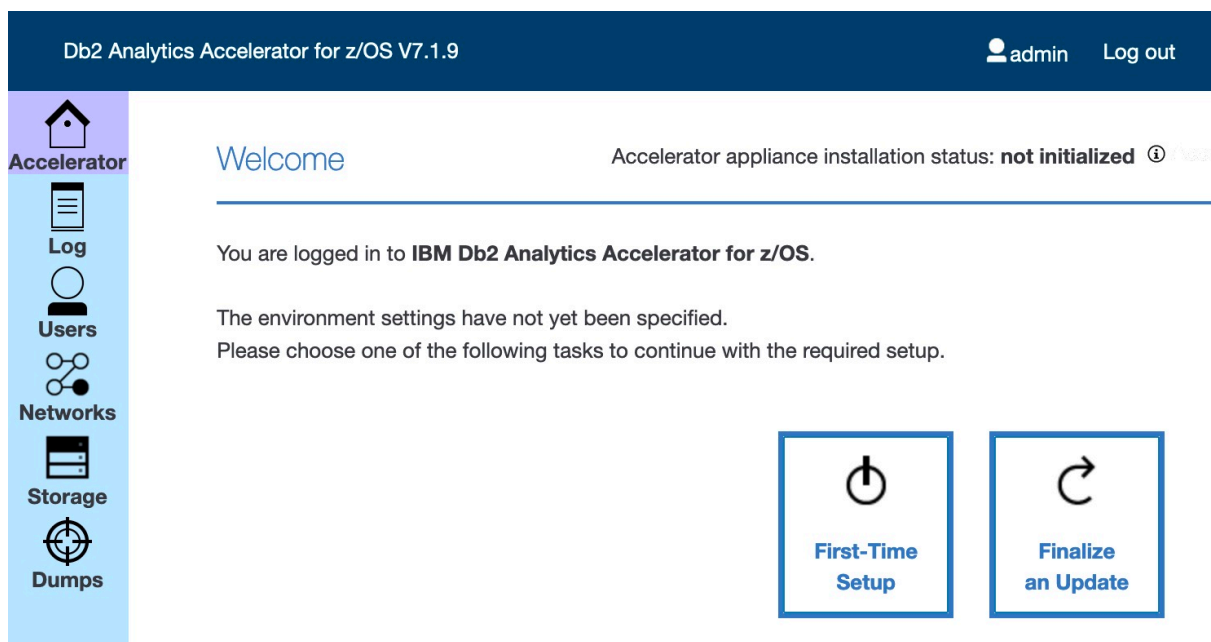 Db2 Analytics Accelerator for z/OS V7.1.9
admin
Log out
Accelerator
Log
Users
Networks
Storage
Dumps
Welcome
Accelerator appliance installation status: not initialized
You are logged in to IBM Db2 Analytics Accelerator for z/OS.
The environment settings have not yet been specified.
Please choose one of the following tasks to continue with the required setup.
First-Time
Setup
Finalize
an Update